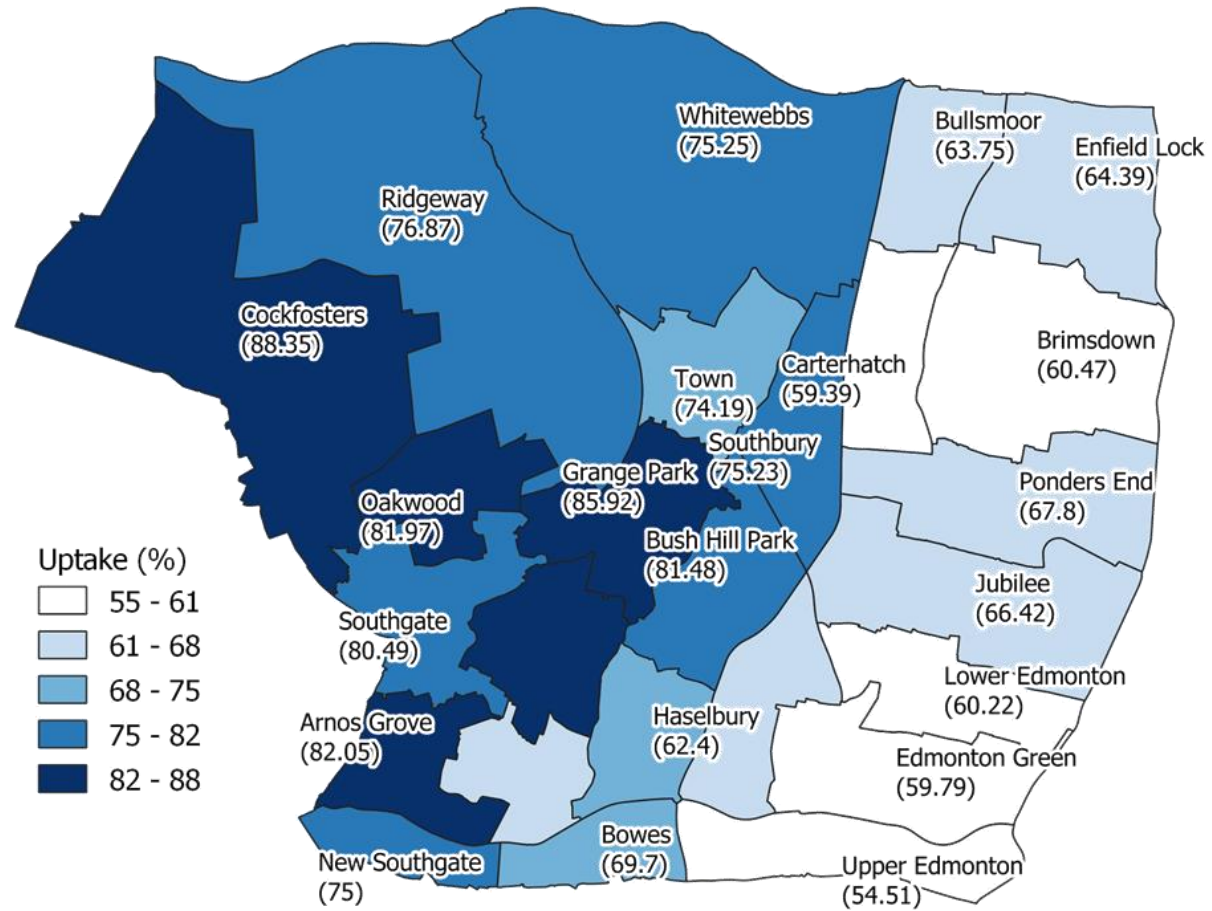 Whitewebbs
(75.25)
Bullsmoor
(63.75)
Enfield Lock
(64.39)
Ridgeway
(76.87)
Cockfosters
(88.35)
Brimsdown
(60.47)
Carterhatch
(59.39)
Town
(74.19)
Southbury
(75.23)
Grange Park
(85.92)
Oakwood
(81.97)
Ponders End
(67.8)
Bush Hill Park
(81.48)
Jubilee
(66.42)
Southgate
(80.49)
Lower Edmonton
(60.22)
Arnos Grove
(82.05)
Haselbury
(62.4)
Edmonton Green
(59.79)
Bowes
(69.7)
New Southgate
(75)
Upper Edmonton
(54.51)
Uptake (%)
55 - 61
61 - 68
68 - 75
75 - 82
82 - 88